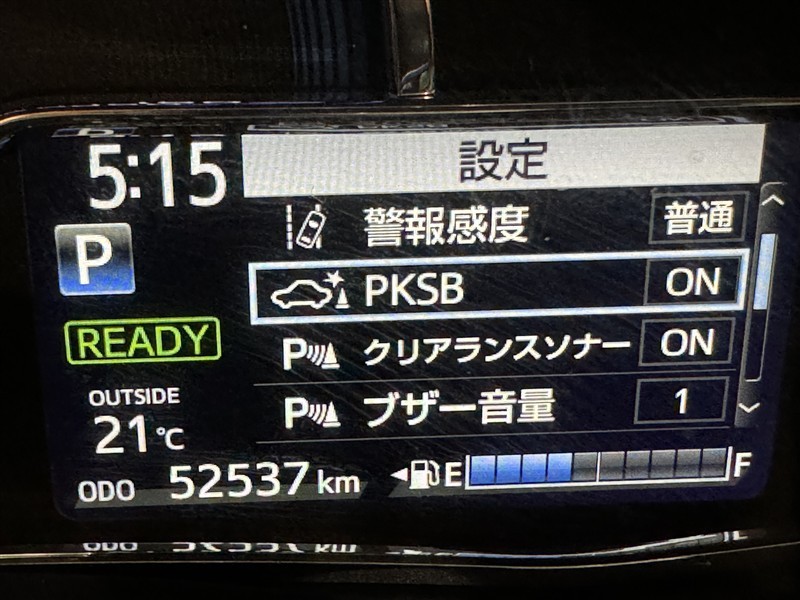 5:15
設定
警報感度 普通
P
PKSB ON
READY
P クリアランスソナー ON
OUTSIDE
21℃
P ブザー音量 1
ODO 52537 km
E F